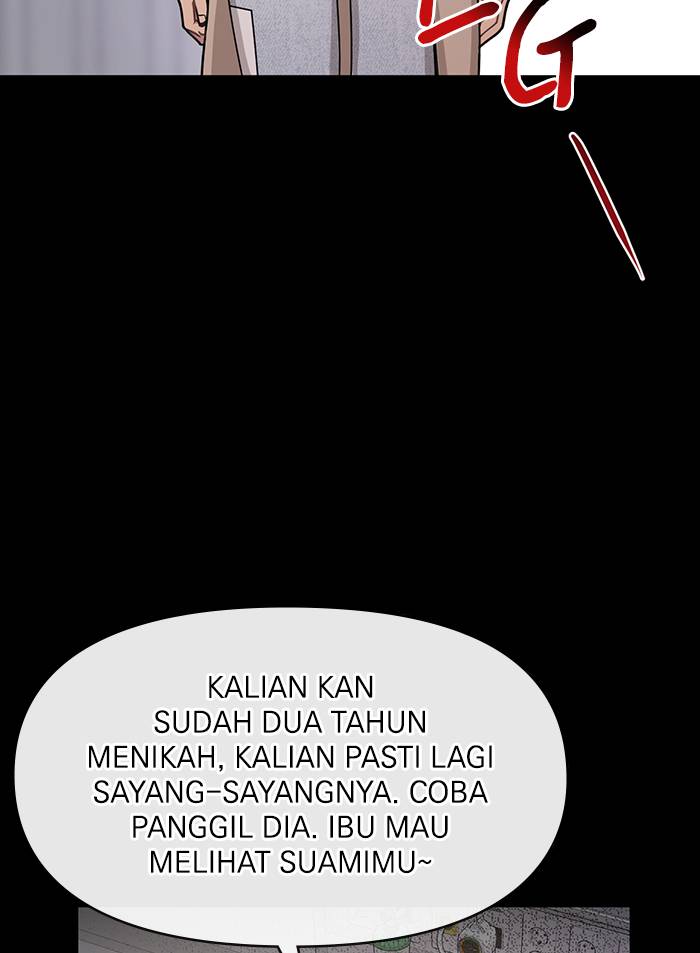 G
KALIAN KAN
SUDAH DUA TAHUN
MENIKAH, KALIAN PASTI LAGI
SAYANG-SAYANGNYA. COBA
PANGGIL DIA. IBU MAU
MELIHAT SUAMIMU~